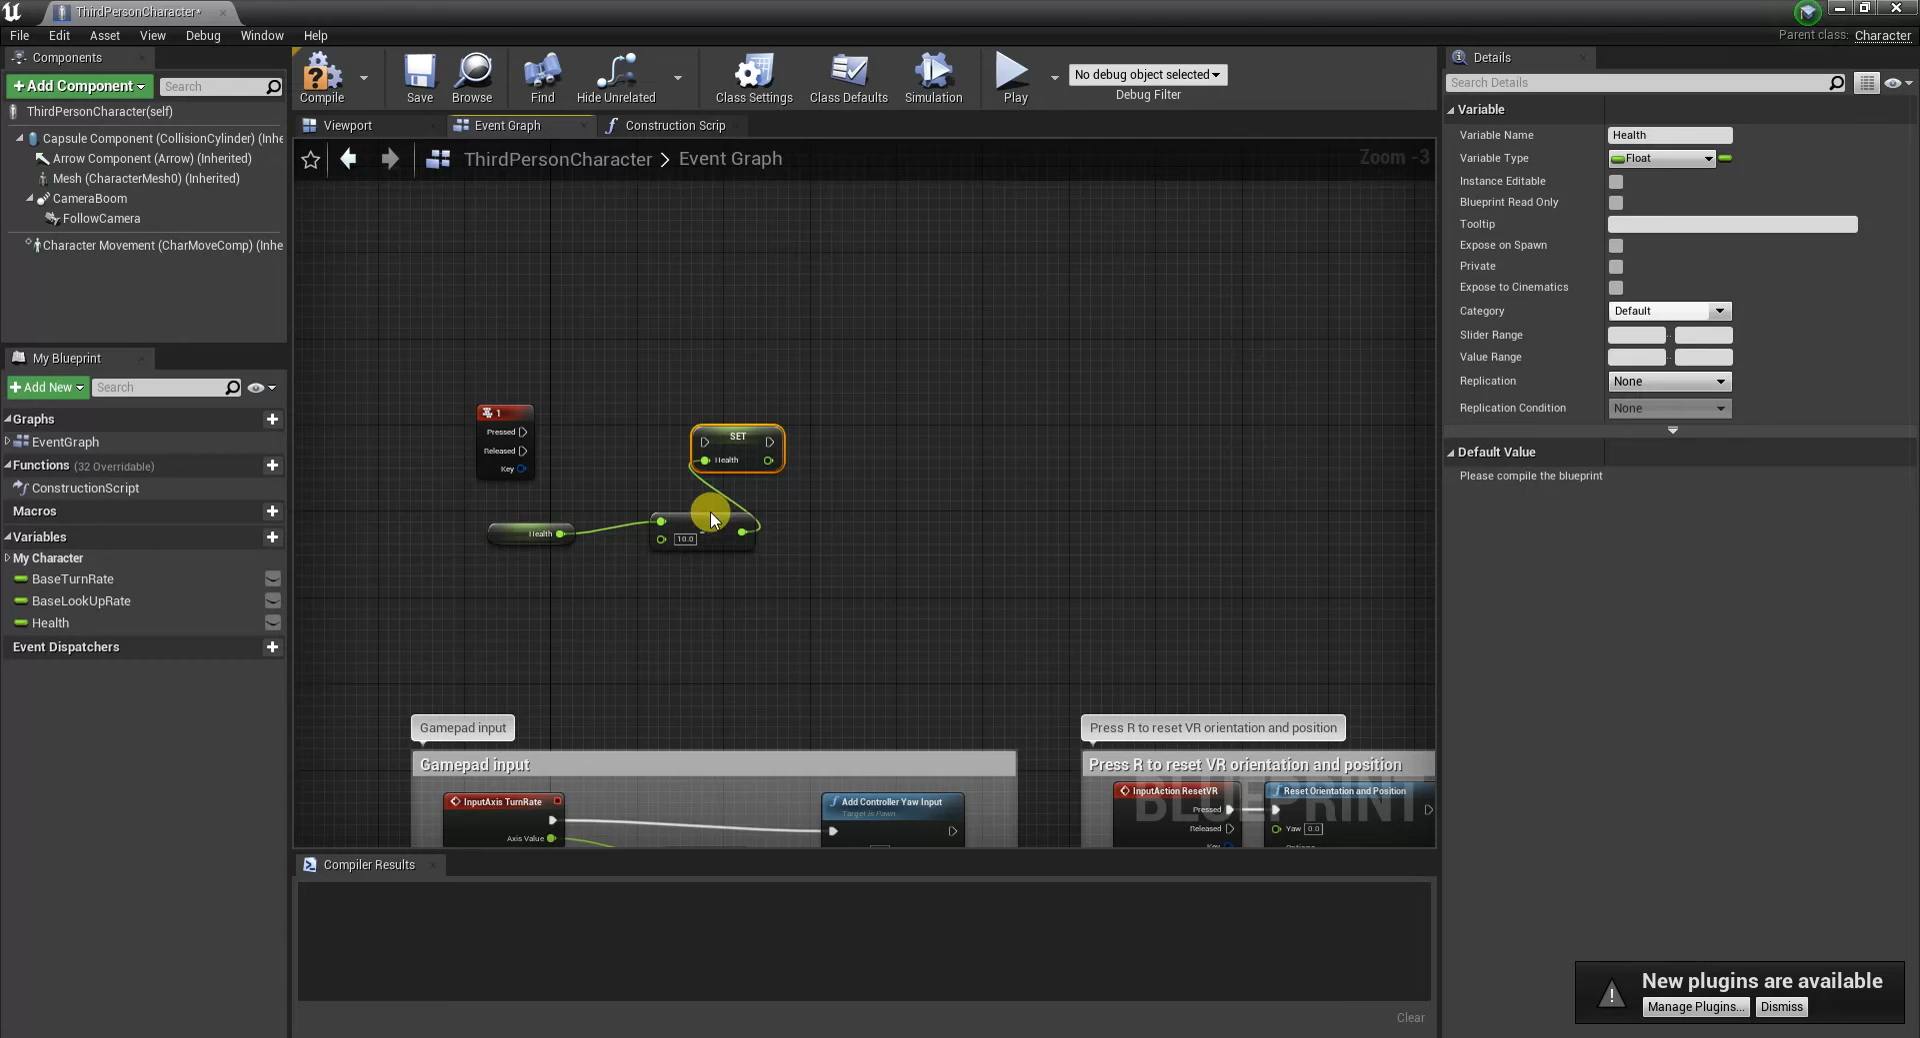 ThirdPersonCharacter*
File Edit Asset View Debug Window Help
Parent class: Character
Components
+Add Component
Search
ThirdPersonCharacter(self)
Capsule Component (CollisionCylinder) (Inhe
Arrow Component (Arrow) (Inherited)
Mesh (CharacterMesh0) (Inherited)
CameraBoom
FollowCamera
Character Movement (CharMoveComp) (Inhe
My Blueprint
+Add New
Search
Graphs
EventGraph
Functions (32 Overridable)
ConstructionScript
Macros
Variables
My Character
BaseTurnRate
BaseLookUpRate
Health
Event Dispatchers
Compile
Save
Browse
Find
Hide Unrelated
Class Settings
Class Defaults
Simulation
Play
No debug object selected
Debug Filter
Viewport
Event Graph
Construction Scrip
ThirdPersonCharacter > Event Graph
Zoom -3
1
Pressed
Released
Key
SET
Health
Health
10.0
Gamepad input
Gamepad input
InputAxis TurnRate
Axis Value
Add Controller Yaw Input
Target is Pawn
Press R to reset VR orientation and position
Press R to reset VR orientation and position
InputAction ResetVR
Pressed
Released
Key
Reset Orientation and Position
Yaw 0.0
Options
BLUEPRINT
Compiler Results
Clear
Details
Search Details
Variable
Variable Name Health
Variable Type Float
Instance Editable
Blueprint Read Only
Tooltip
Expose on Spawn
Private
Expose to Cinematics
Category Default
Slider Range
Value Range
Replication None
Replication Condition None
Default Value
Please compile the blueprint
New plugins are available
Manage Plugins...
Dismiss